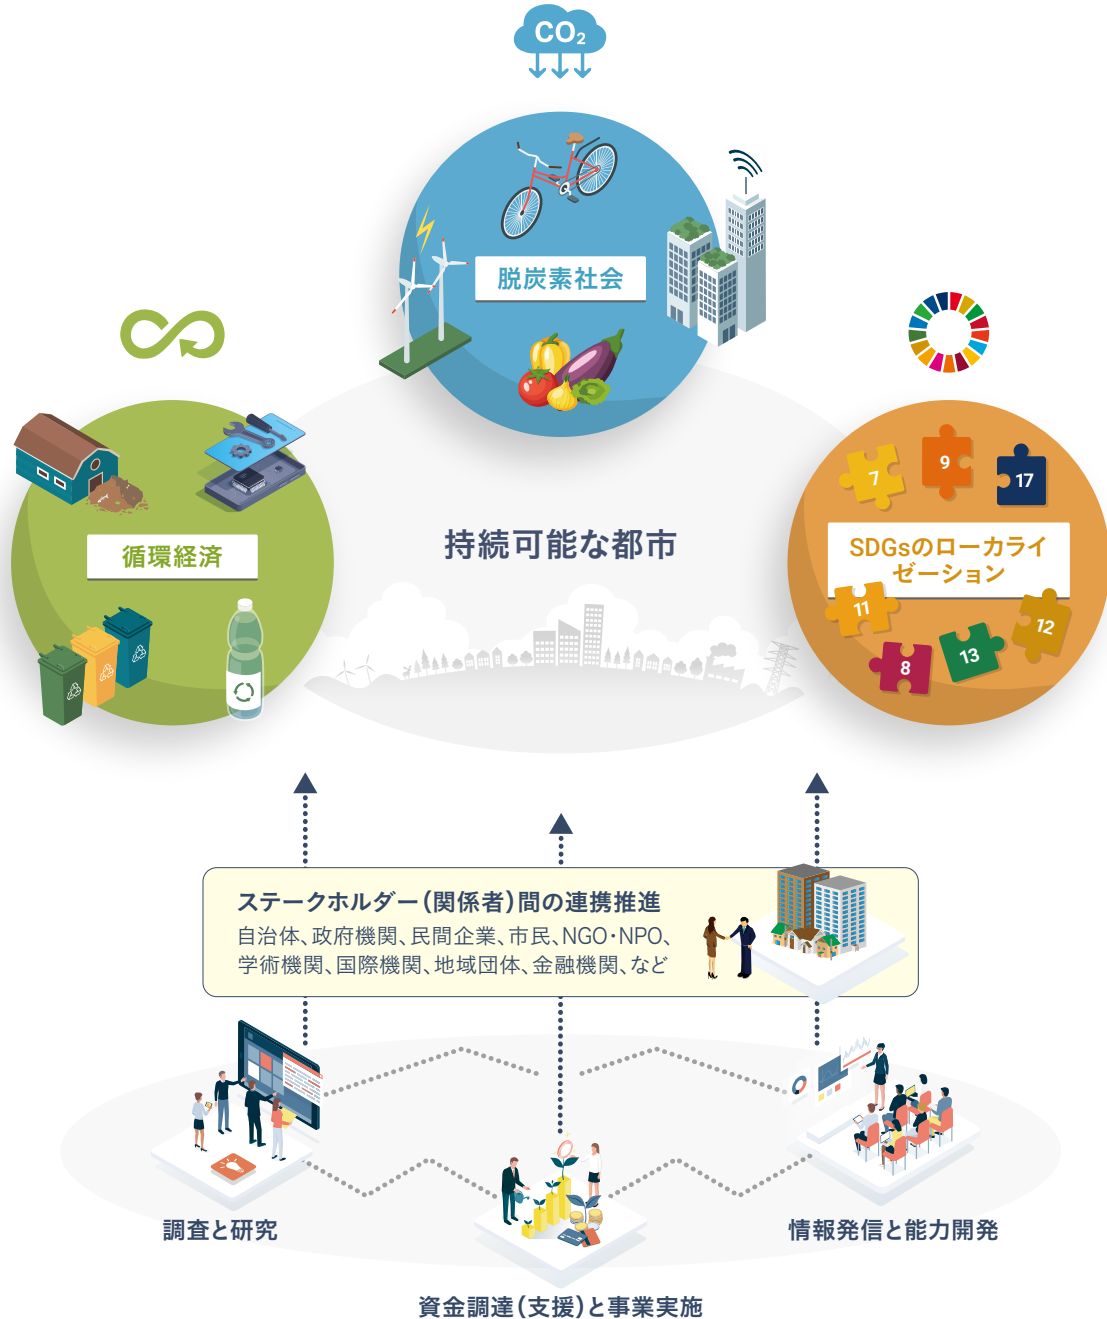 CO₂
脱炭素社会
循環経済
持続可能な都市
7
9
17
SDGsのローカライ
ゼーション
11
12
8
13
ステークホルダー(関係者)間の連携推進
自治体、政府機関、民間企業、市民、NGO・NPO、
学術機関、国際機関、地域団体、金融機関、など
調査と研究
情報発信と能力開発
資金調達(支援)と事業実施